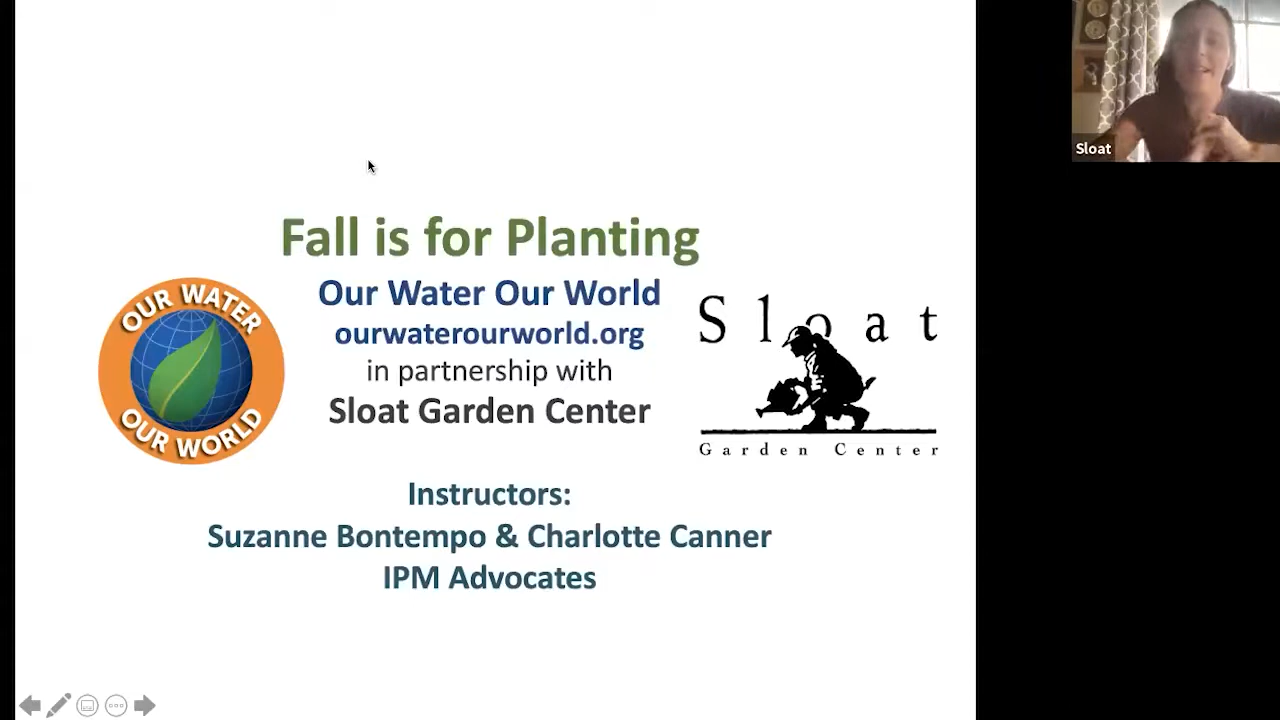 Fall is for Planting
Our Water Our World
ourwaterourworld.org
in partnership with
Sloat Garden Center
OUR WATER
OUR WORLD
Sloat
Garden Center
Instructors:
Suzanne Bontempo & Charlotte Canner
IPM Advocates
Sloat